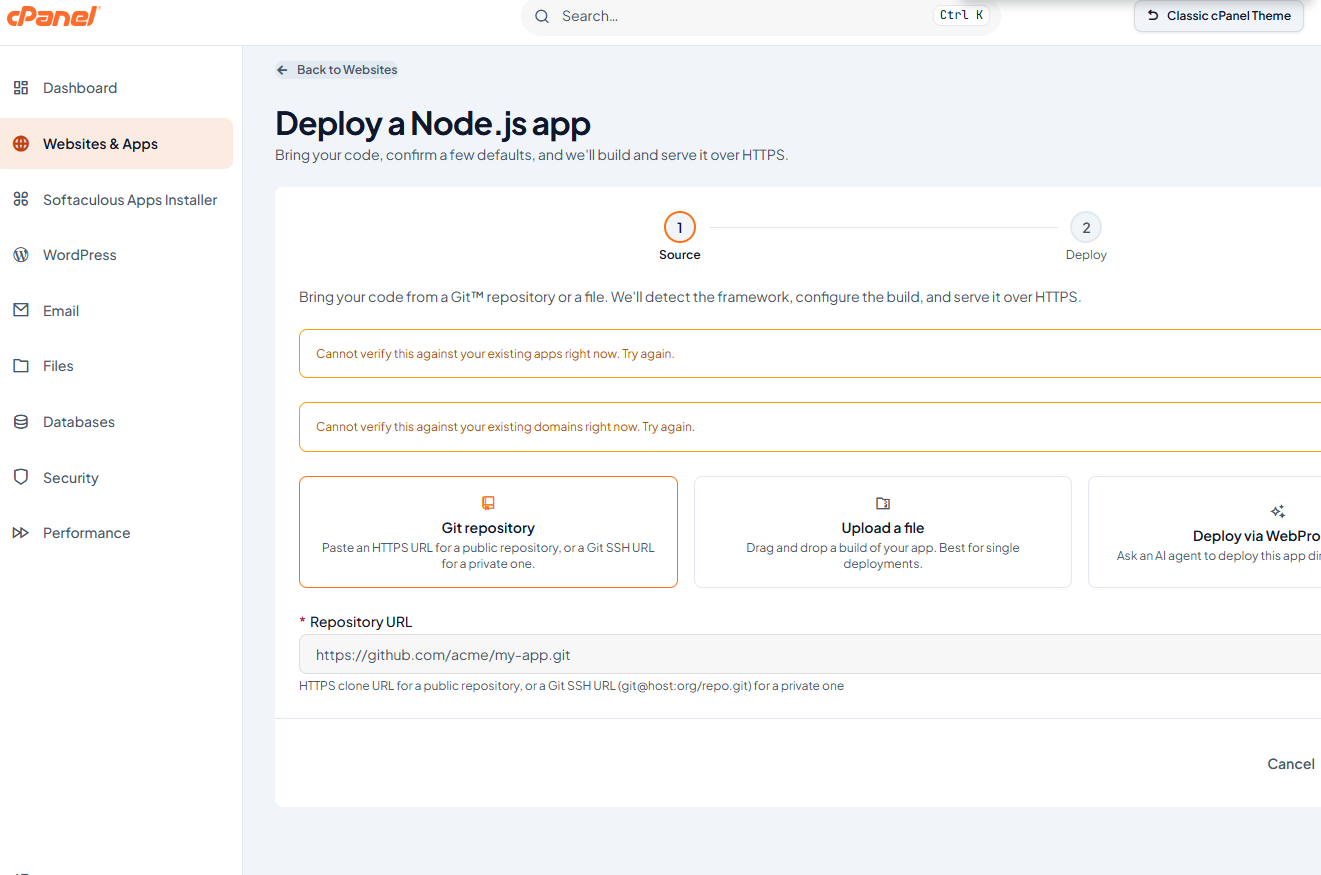 cPanel
Search...
Ctrl K
Classic cPanel Theme
Dashboard
Websites & Apps
Softaculous Apps Installer
WordPress
Email
Files
Databases
Security
Performance
Back to Websites
Deploy a Node.js app
Bring your code, confirm a few defaults, and we'll build and serve it over HTTPS.
1
Source
2
Deploy
Bring your code from a Git™ repository or a file. We'll detect the framework, configure the build, and serve it over HTTPS.
Cannot verify this against your existing apps right now. Try again.
Cannot verify this against your existing domains right now. Try again.
Git repository
Paste an HTTPS URL for a public repository, or a Git SSH URL
for a private one.
Upload a file
Drag and drop a build of your app. Best for single
deployments.
Deploy via WebPro
Ask an AI agent to deploy this app di
* Repository URL
https://github.com/acme/my-app.git
HTTPS clone URL for a public repository, or a Git SSH URL (git@host:org/repo.git) for a private one
Cancel